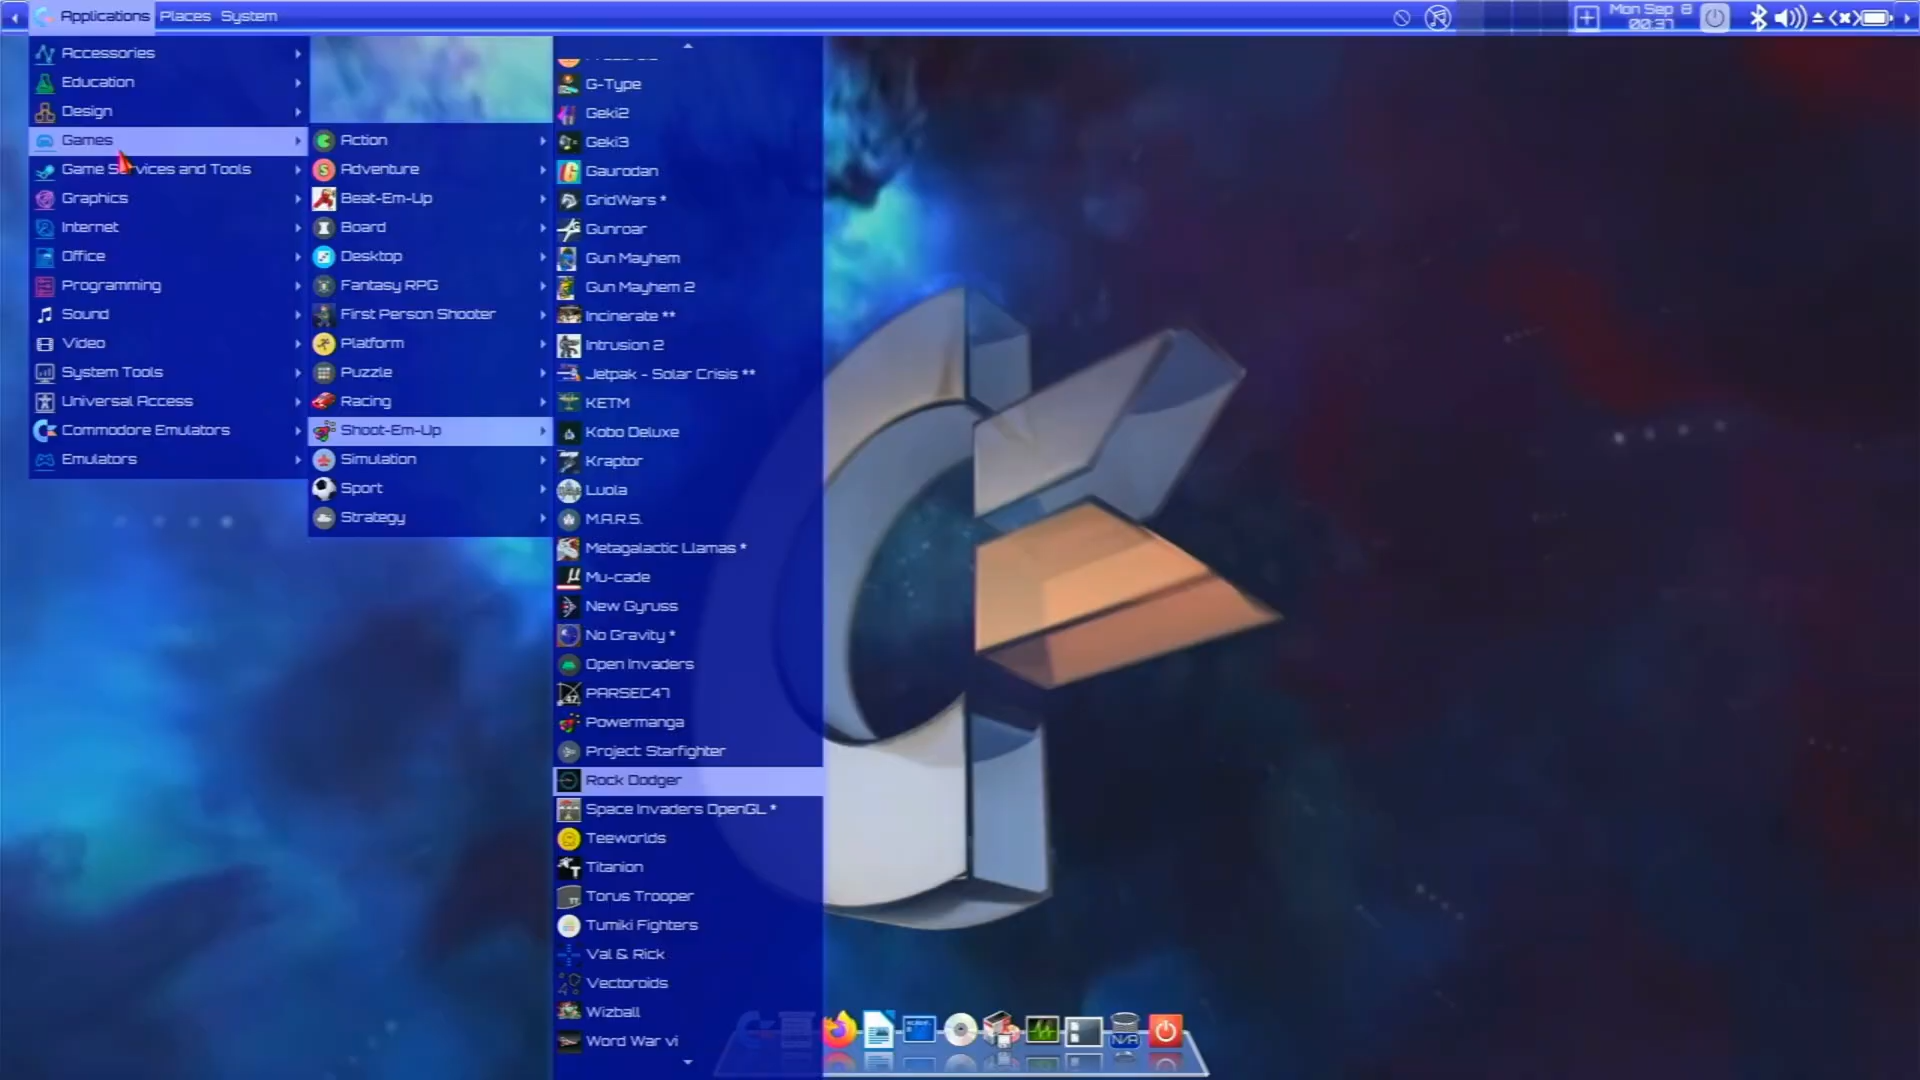 Applications Places System
Mon Sep 8
00:37
Accessories
Education
Design
Games
Game Services and Tools
Graphics
Internet
Office
Programming
Sound
Video
System Tools
Universal Access
Commodore Emulators
Emulators
Action
Adventure
Beat-Em-Up
Board
Desktop
Fantasy RPG
First Person Shooter
Platform
Puzzle
Racing
Shoot-Em-Up
Simulation
Sport
Strategy
G-Type
Geki2
Geki3
Gaurodan
GridWars *
Gunroar
Gun Mayhem
Gun Mayhem 2
Incinerate **
Intrusion 2
Jetpak - Solar Crisis **
KETM
Kobo Deluxe
Kraptor
Luola
M.A.R.S.
Metagalactic Llamas *
Mu-cade
New Gyruss
No Gravity *
Open Invaders
PARSEC47
Powermanga
Project: Starfighter
Rock Dodger
Space Invaders OpenGL *
Teeworlds
Titanion
Torus Trooper
Tumiki Fighters
Val & Rick
Vectoroids
Wizball
Word War vi